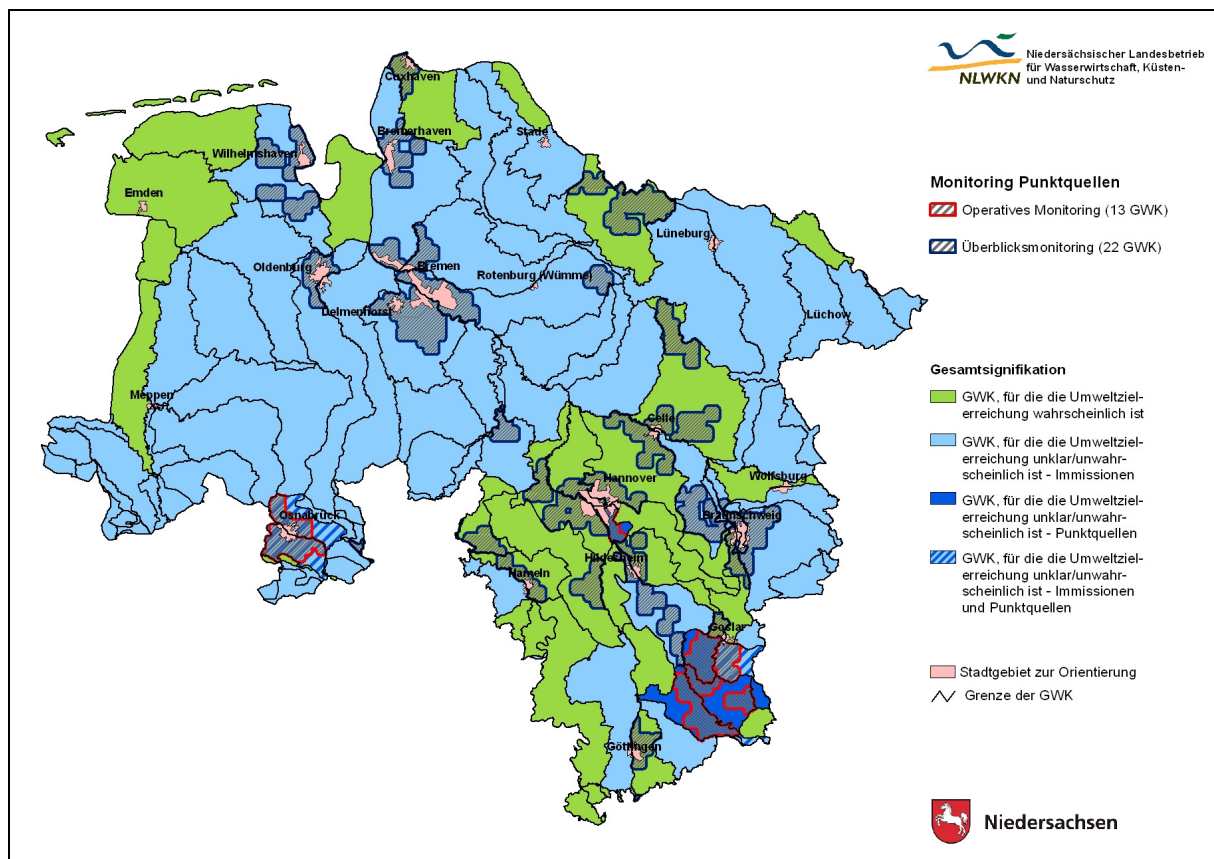 NLWKN
Niedersächsischer Landesbetrieb
für Wasserwirtschaft, Küsten-
und Naturschutz
Monitoring Punktquellen
Operatives Monitoring (13 GWK)
Überblicksmonitoring (22 GWK)
Gesamtsignifikation
GWK, für die die Umweltziel-
erreichung wahrscheinlich ist
GWK, für die die Umweltziel-
erreichung unklar/unwahr-
scheinlich ist - Immissionen
GWK, für die die Umweltziel-
erreichung unklar/unwahr-
scheinlich ist - Punktquellen
GWK, für die die Umweltziel-
erreichung unklar/unwahr-
scheinlich ist - Immissionen
und Punktquellen
Stadtgebiet zur Orientierung
Grenze der GWK
Niedersachsen
Cuxhaven
Bremerhaven
Stade
Wilhelmshaven
Emden
Lüneburg
Oldenburg
Bremen
Rotenburg (Wümme)
Delmenhorst
Lüchow
Meppen
Celle
Hannover
Wolfsburg
Osnabrück
Braunschweig
Hildesheim
Hameln
Goslar
Göttingen